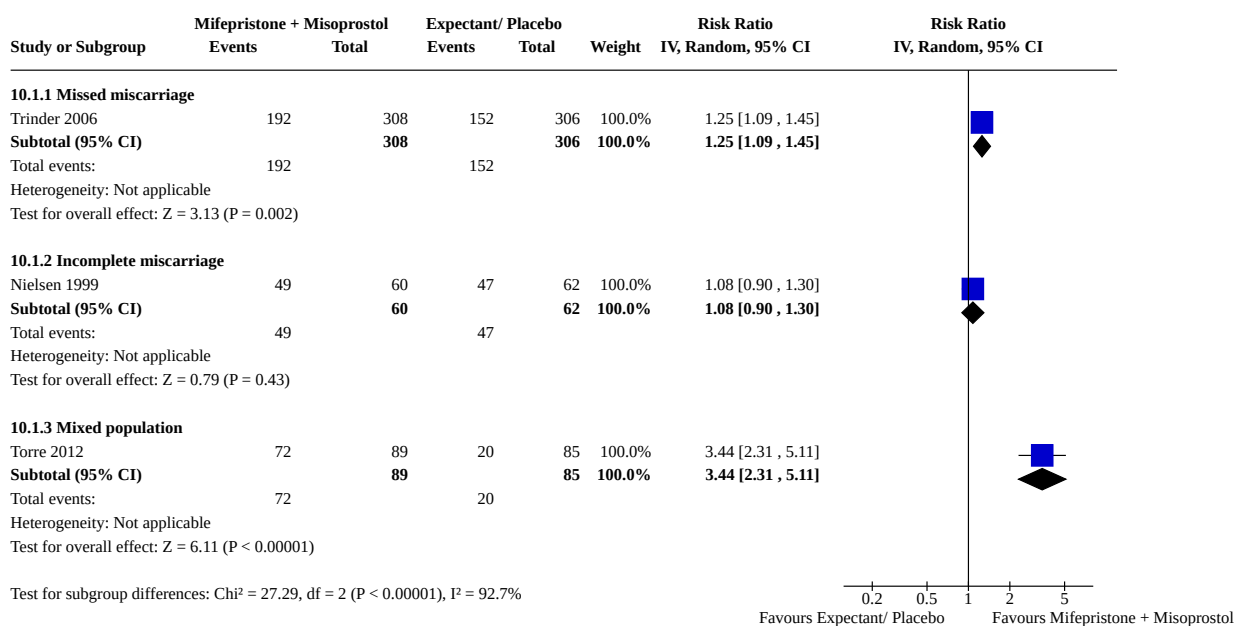 Mifepristone + Misoprostol Expectant/ Placebo Risk Ratio Risk Ratio
Study or Subgroup Events Total Events Total Weight IV, Random, 95% CI IV, Random, 95% CI
10.1.1 Missed miscarriage
Trinder 2006 192 308 152 306 100.0% 1.25 [1.09 , 1.45]
Subtotal (95% CI) 308 306 100.0% 1.25 [1.09 , 1.45]
Total events: 192 152
Heterogeneity: Not applicable
Test for overall effect: Z = 3.13 (P = 0.002)
10.1.2 Incomplete miscarriage
Nielsen 1999 49 60 47 62 100.0% 1.08 [0.90 , 1.30]
Subtotal (95% CI) 60 62 100.0% 1.08 [0.90 , 1.30]
Total events: 49 47
Heterogeneity: Not applicable
Test for overall effect: Z = 0.79 (P = 0.43)
10.1.3 Mixed population
Torre 2012 72 89 20 85 100.0% 3.44 [2.31 , 5.11]
Subtotal (95% CI) 89 85 100.0% 3.44 [2.31 , 5.11]
Total events: 72 20
Heterogeneity: Not applicable
Test for overall effect: Z = 6.11 (P < 0.00001)
Test for subgroup differences: Chi² = 27.29, df = 2 (P < 0.00001), I² = 92.7%
0.2 0.5 1 2 5
Favours Expectant/ Placebo Favours Mifepristone + Misoprostol